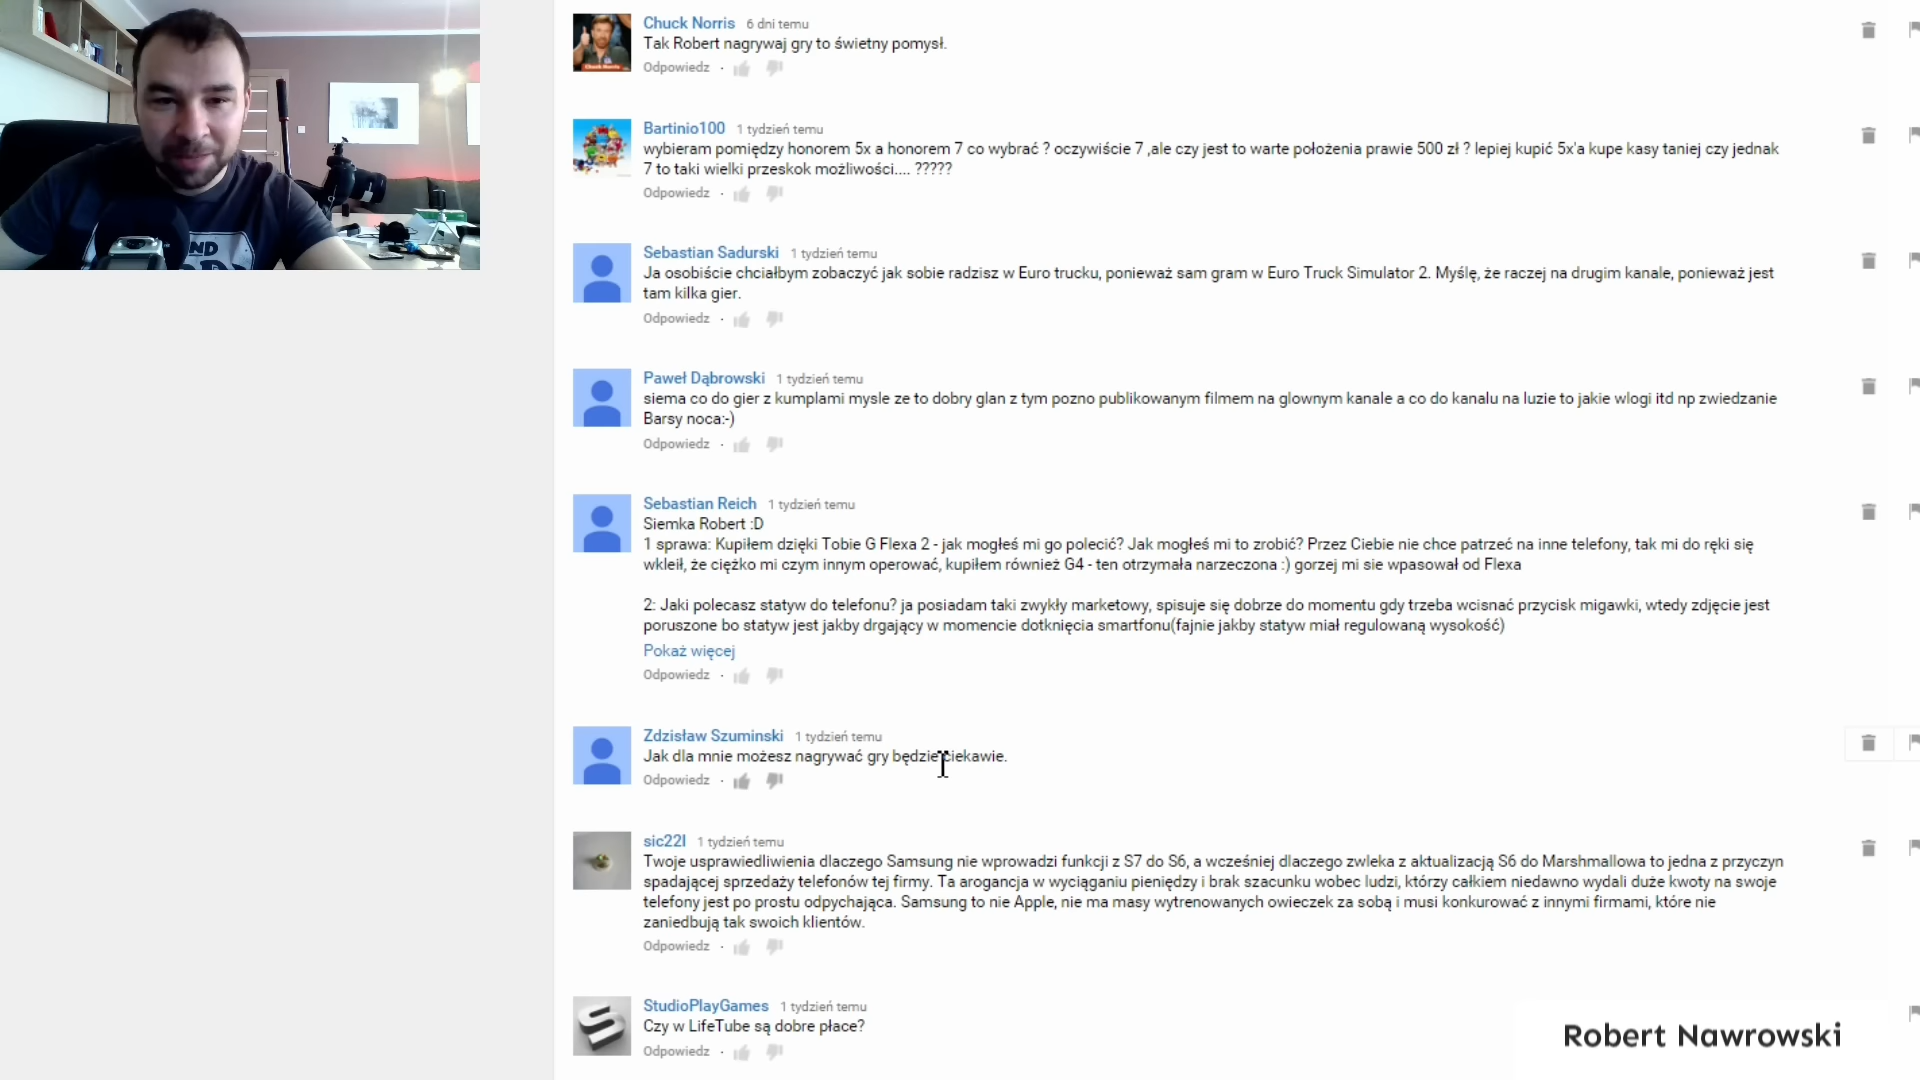 Chuck Norris 6 dni temu
Tak Robert nagrywaj gry to świetny pomysł.
Odpowiedz
Bartinio100 1 tydzień temu
wybieram pomiędzy honorem 5x a honorem 7 co wybrać ? oczywiście 7 ,ale czy jest to warte położenia prawie 500 zł ? lepiej kupić 5x'a kupe kasy taniej czy jednak
7 to taki wielki przeskok możliwości.... ?????
Odpowiedz
Sebastian Sadurski 1 tydzień temu
Ja osobiście chciałbym zobaczyć jak sobie radzisz w Euro trucku, ponieważ sam gram w Euro Truck Simulator 2. Myślę, że raczej na drugim kanale, ponieważ jest
tam kilka gier.
Odpowiedz
Paweł Dąbrowski 1 tydzień temu
siema co do gier z kumplami mysle ze to dobry glan z tym pozno publikowanym filmem na glownym kanale a co do kanalu na luzie to jakie wlogi itd np zwiedzanie
Barsy noca:-)
Odpowiedz
Sebastian Reich 1 tydzień temu
Siemka Robert :D
1 sprawa: Kupiłem dzięki Tobie G Flexa 2 - jak mogłeś mi go polecić? Jak mogłeś mi to zrobić? Przez Ciebie nie chce patrzeć na inne telefony, tak mi do ręki się
wkleił, że ciężko mi czym innym operować, kupiłem również G4 - ten otrzymała narzeczona :) gorzej mi sie wpasował od Flexa
2: Jaki polecasz statyw do telefonu? ja posiadam taki zwykły marketowy, spisuje się dobrze do momentu gdy trzeba wcisnać przycisk migawki, wtedy zdjęcie jest
poruszone bo statyw jest jakby drgający w momencie dotknięcia smartfonu(fajnie jakby statyw miał regulowaną wysokość)
Pokaż więcej
Odpowiedz
Zdzisław Szuminski 1 tydzień temu
Jak dla mnie możesz nagrywać gry będzie ciekawie.
Odpowiedz
sic22l 1 tydzień temu
Twoje usprawiedliwienia dlaczego Samsung nie wprowadzi funkcji z S7 do S6, a wcześniej dlaczego zwleka z aktualizacją S6 do Marshmallowa to jedna z przyczyn
spadającej sprzedaży telefonów tej firmy. Ta arogancja w wyciąganiu pieniędzy i brak szacunku wobec ludzi, którzy całkiem niedawno wydali duże kwoty na swoje
telefony jest po prostu odpychająca. Samsung to nie Apple, nie ma masy wytrenowanych owieczek za sobą i musi konkurować z innymi firmami, które nie
zaniedbują tak swoich klientów.
Odpowiedz
StudioPlayGames 1 tydzień temu
Czy w LifeTube są dobre płace?
Odpowiedz
Robert Nawrowski